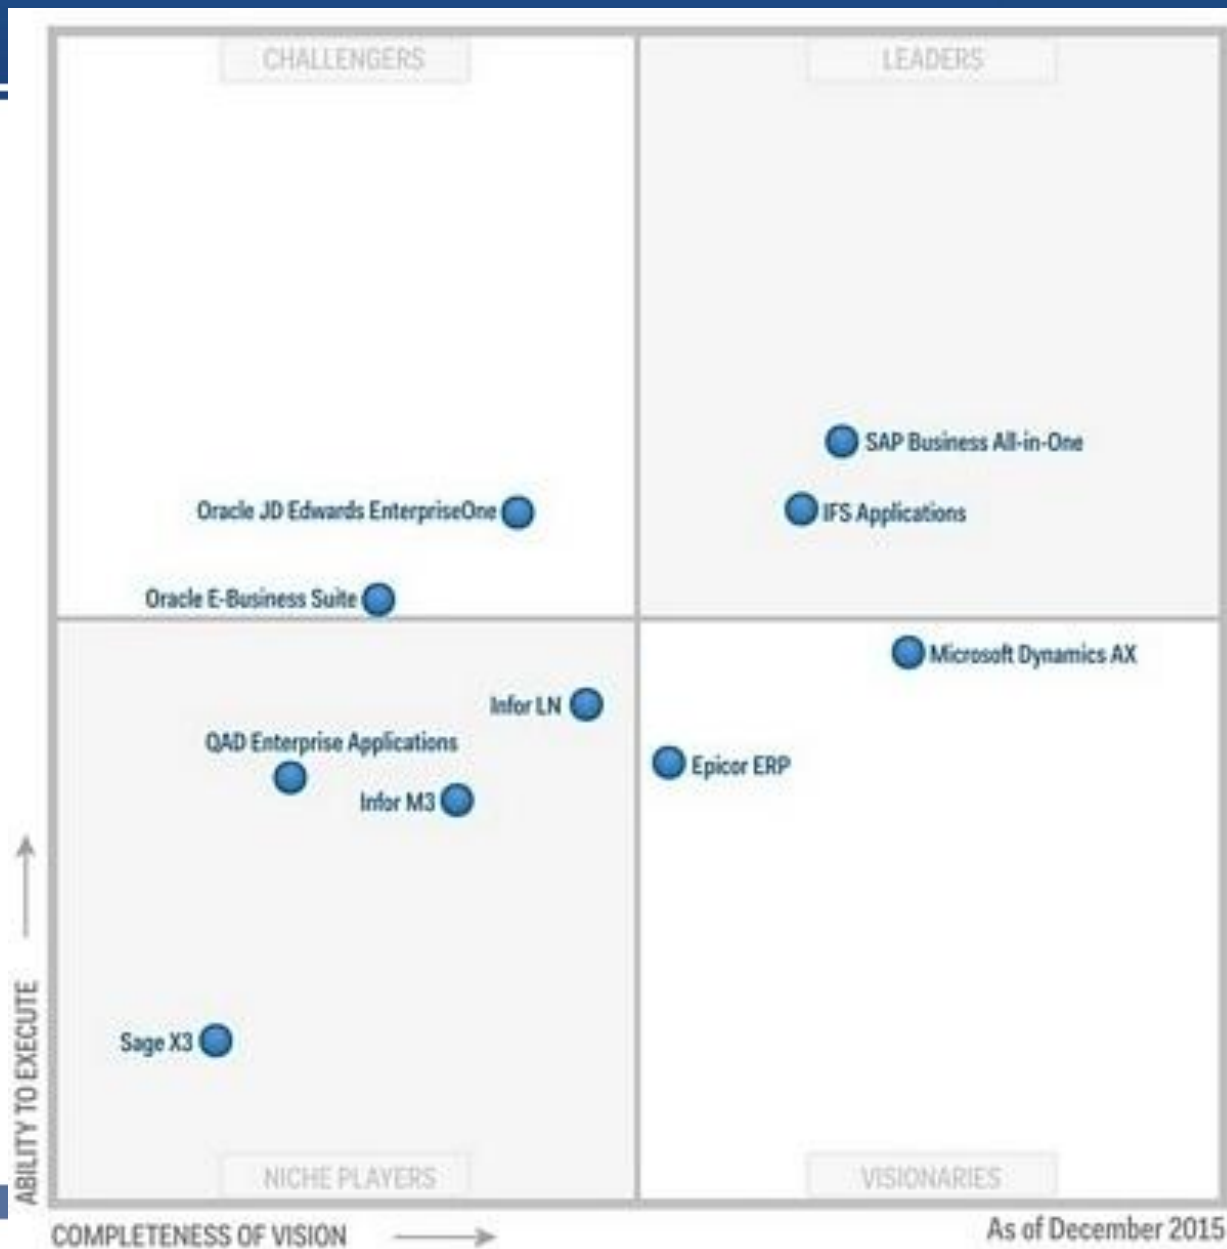 CHALLENGERS
LEADERS
SAP Business All-in-One
Oracle JD Edwards EnterpriseOne
IFS Applications
Oracle E-Business Suite
Microsoft Dynamics AX
Infor LN
QAD Enterprise Applications
Epicor ERP
Infor M3
Sage X3
ABILITY TO EXECUTE
NICHE PLAYERS
VISIONARIES
COMPLETENESS OF VISION
As of December 2015